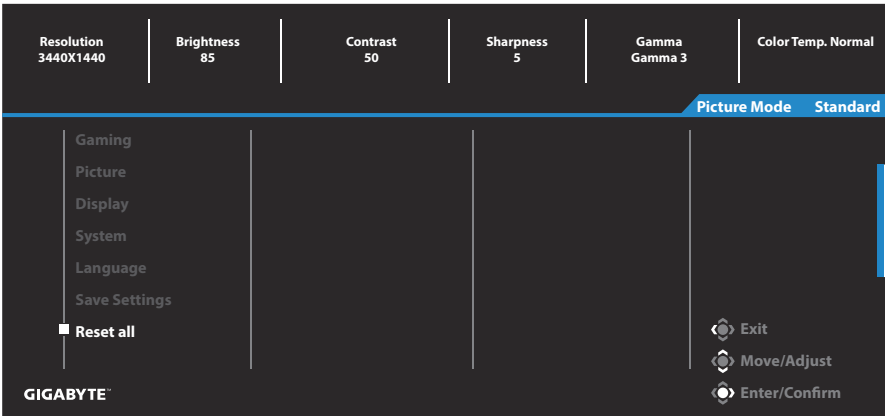 Resolution
3440X1440
Brightness
85
Contrast
50
Sharpness
5
Gamma
Gamma 3
Color Temp. Normal
Picture Mode Standard
Gaming
Picture
Display
System
Language
Save Settings
Reset all
Exit
Move/Adjust
Enter/Confirm
GIGABYTE™